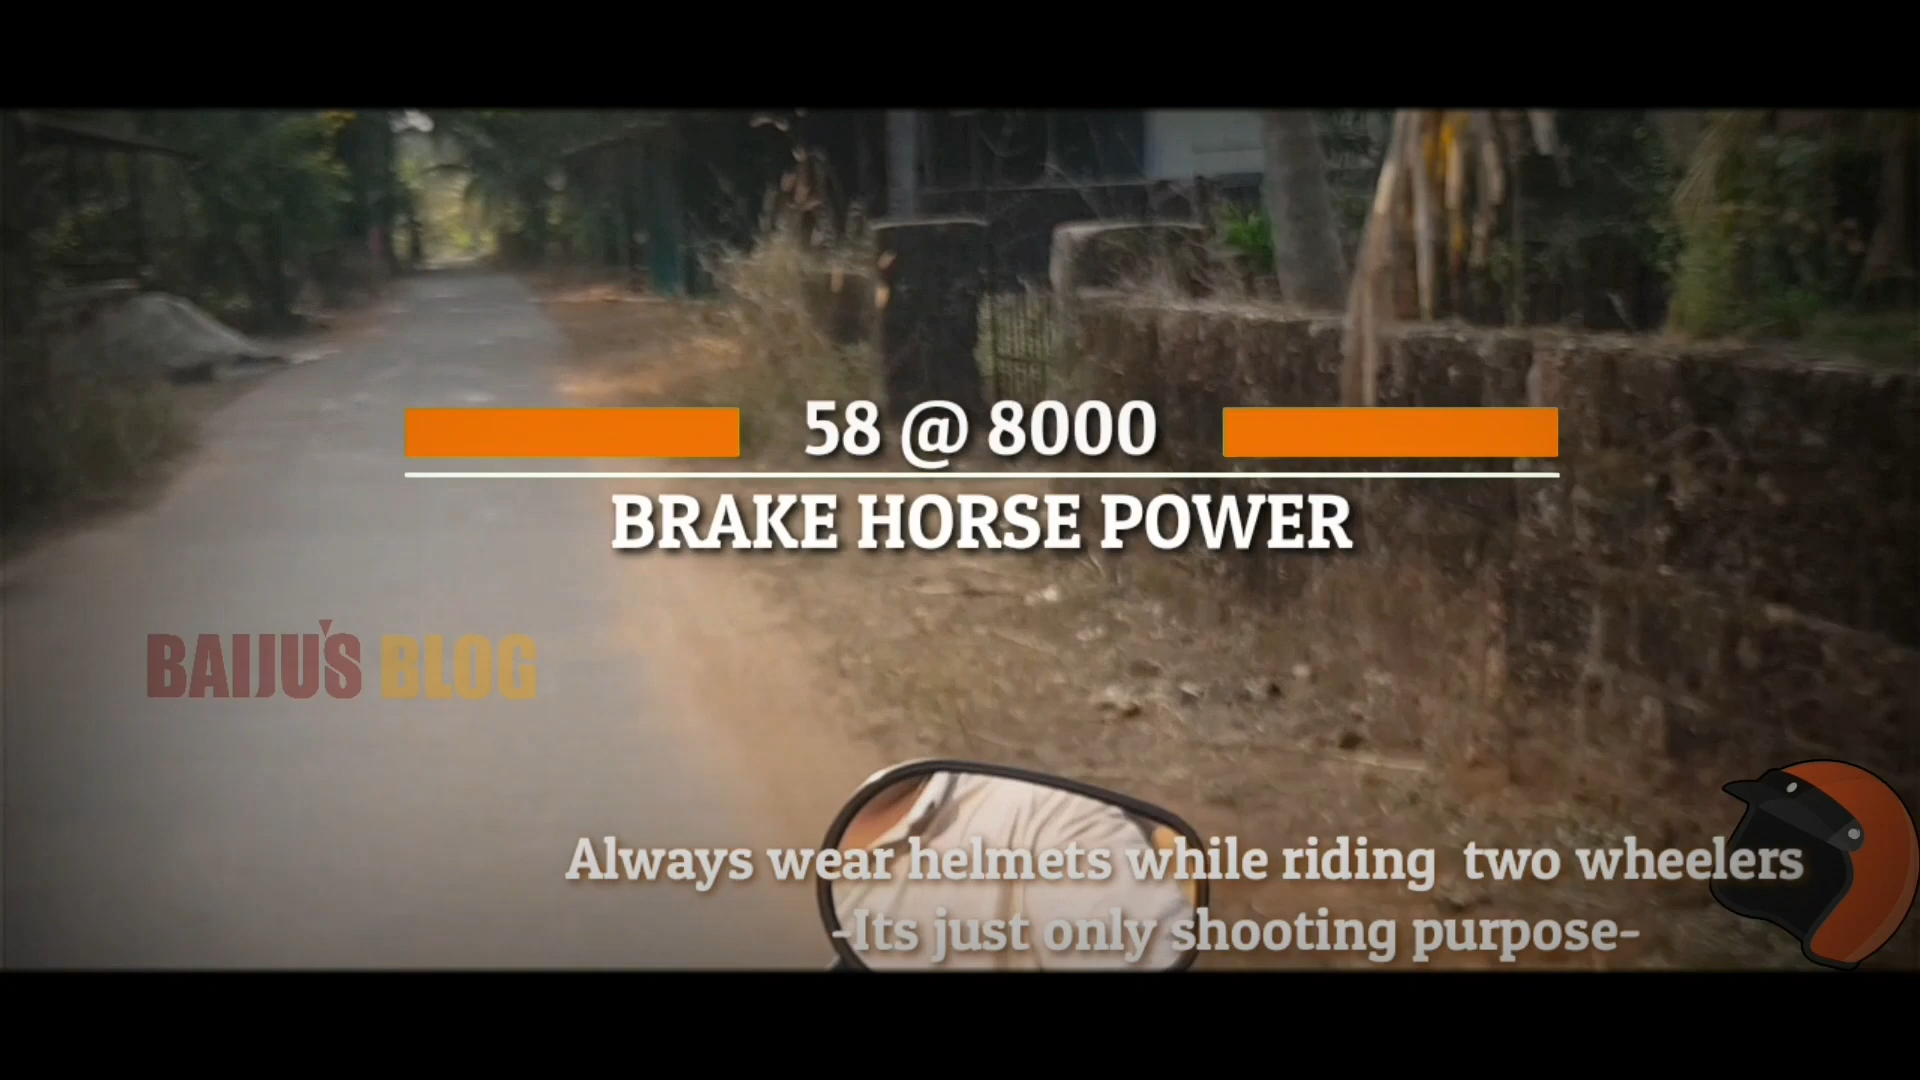 58 @ 8000
BRAKE HORSE POWER
BAIJU'S BLOG
Always wear helmets while riding two wheelers
-Its just only shooting purpose-